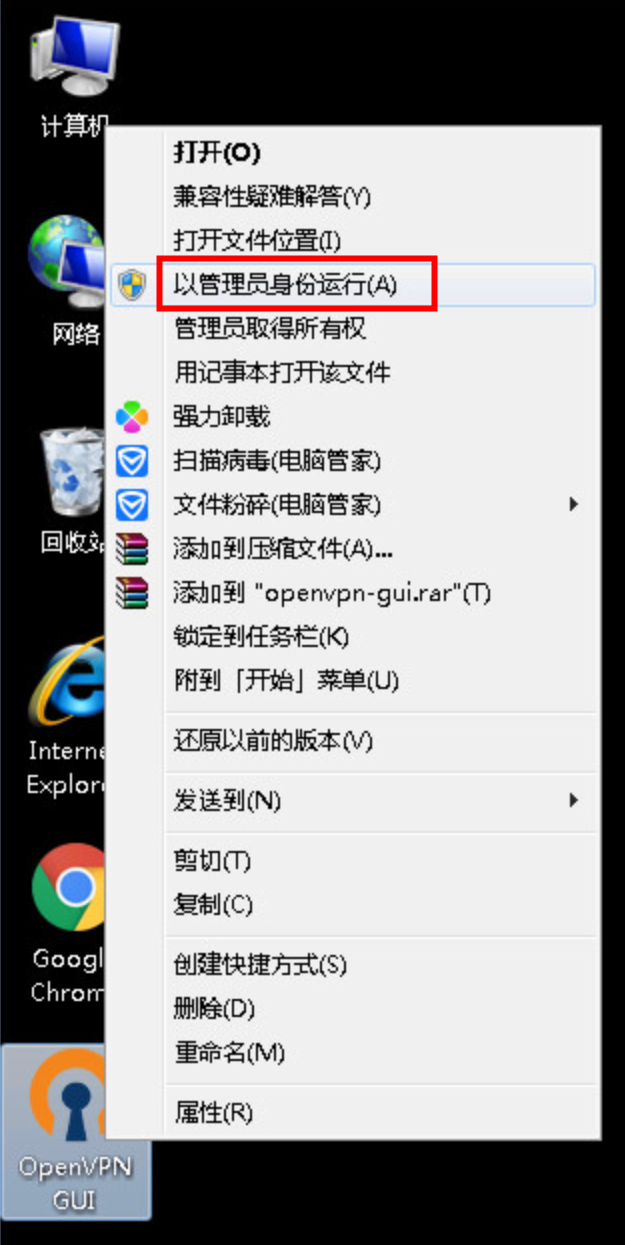 计算机
打开(O)
兼容性疑难解答(Y)
打开文件位置(I)
以管理员身份运行(A)
网络
管理员取得所有权
用记事本打开该文件
强力卸载
扫描病毒(电脑管家)
文件粉碎(电脑管家)
回收站
添加到压缩文件(A)...
添加到 "openvpn-gui.rar"(T)
锁定到任务栏(K)
附到「开始」菜单(U)
还原以前的版本(V)
Interne
Explore
发送到(N)
剪切(T)
复制(C)
Googl
Chrom
创建快捷方式(S)
删除(D)
重命名(M)
属性(R)
OpenVPN
GUI